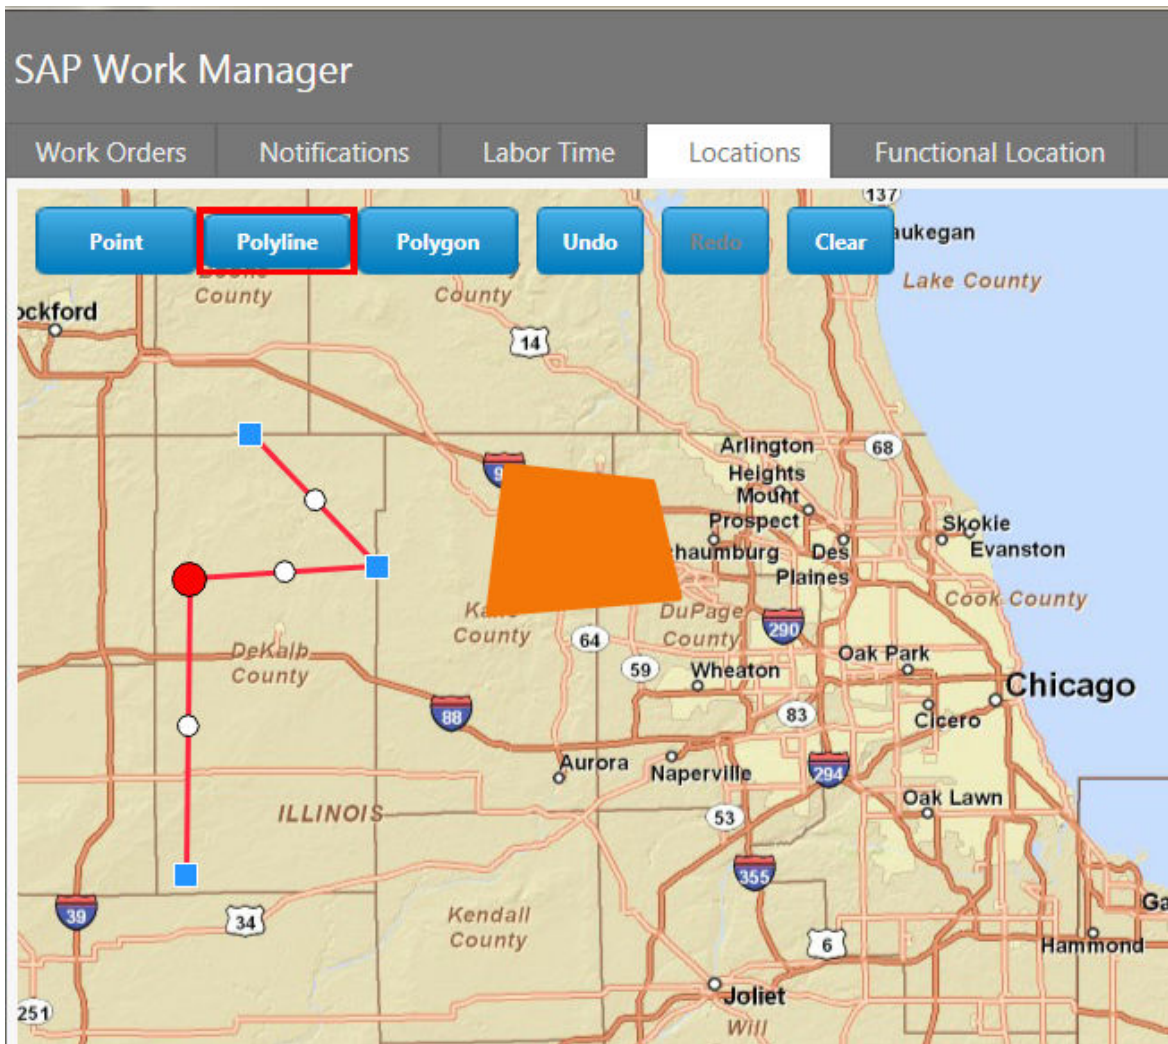 SAP Work Manager
Work Orders Notifications Labor Time Locations Functional Location
137
Point Polyline Polygon Undo Redo Clear
County County
Lake County
14
Arlington 68
Heights
Mount
Prospect Skokie
Des Evanston
Plaines
Cook County
DuPage
County 64 County 290
DeKalb
County 59 Wheaton Oak Park
Chicago
88 83 Cicero
Aurora Naperville 294
ILLINOIS 53 Oak Lawn
355
39 34 Kendall
County 6 Hammond
251 Joliet
Will